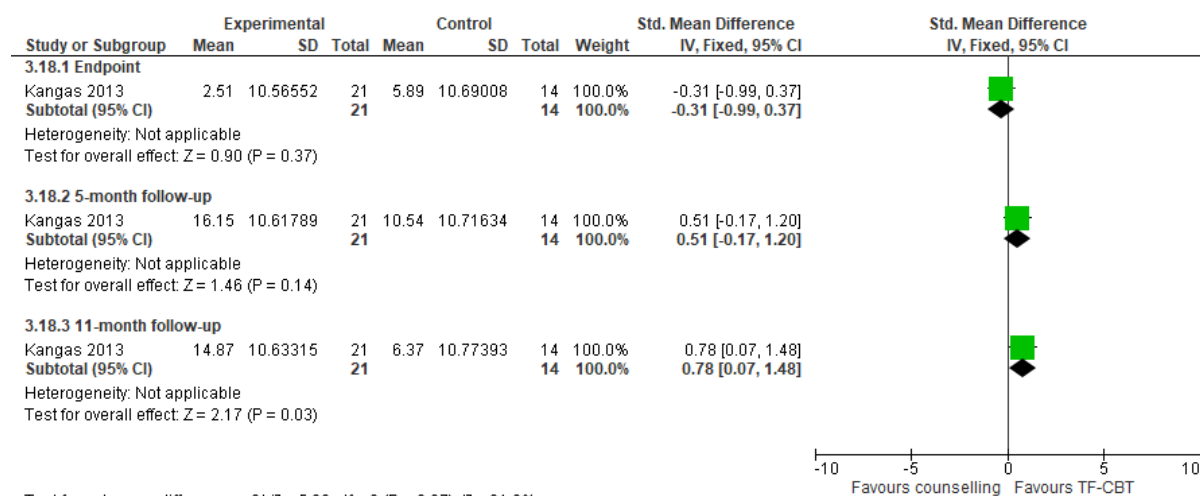 Experimental Control Std. Mean Difference Std. Mean Difference
Study or Subgroup Mean SD Total Mean SD Total Weight IV, Fixed, 95% CI IV, Fixed, 95% CI
3.18.1 Endpoint
Kangas 2013 2.51 10.56552 21 5.89 10.69008 14 100.0% -0.31 [-0.99, 0.37]
Subtotal (95% CI) 21 14 100.0% -0.31 [-0.99, 0.37]
Heterogeneity: Not applicable
Test for overall effect: Z = 0.90 (P = 0.37)
3.18.2 5-month follow-up
Kangas 2013 16.15 10.61789 21 10.54 10.71634 14 100.0% 0.51 [-0.17, 1.20]
Subtotal (95% CI) 21 14 100.0% 0.51 [-0.17, 1.20]
Heterogeneity: Not applicable
Test for overall effect: Z = 1.46 (P = 0.14)
3.18.3 11-month follow-up
Kangas 2013 14.87 10.63315 21 6.37 10.77393 14 100.0% 0.78 [0.07, 1.48]
Subtotal (95% CI) 21 14 100.0% 0.78 [0.07, 1.48]
Heterogeneity: Not applicable
Test for overall effect: Z = 2.17 (P = 0.03)
-10 -5 0 5 10
Favours counselling Favours TF-CBT